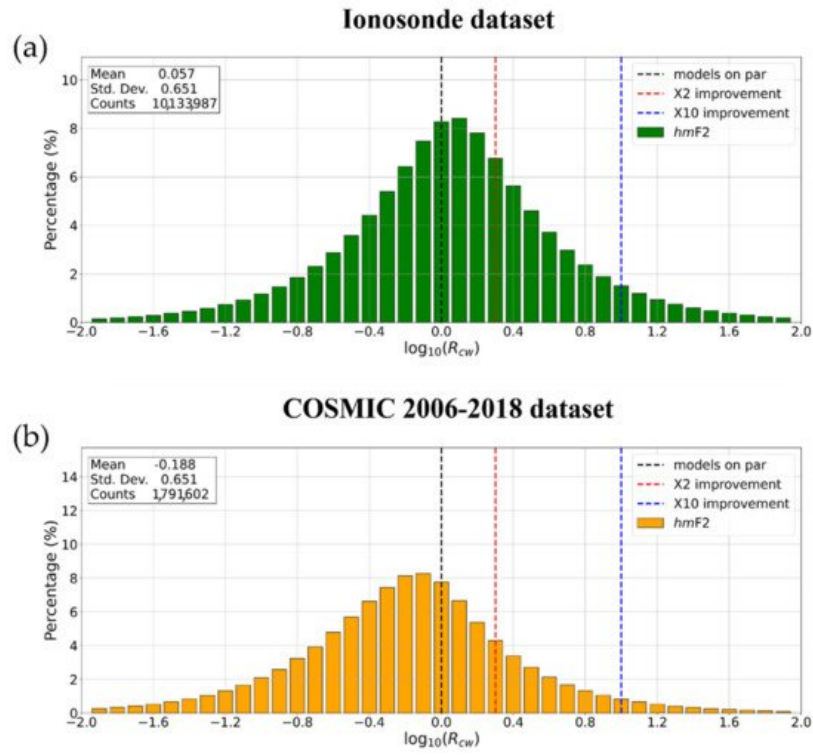 Ionosonde dataset
(a)
Mean 0.057
Std. Dev. 0.651
Counts 10,133,987
models on par
X2 improvement
X10 improvement
hmF2
Percentage (%)
10
8
6
4
2
0
−2.0 −1.6 −1.2 −0.8 −0.4 0.0 0.4 0.8 1.2 1.6 2.0
log10(Rcw)
COSMIC 2006-2018 dataset
(b)
Mean -0.188
Std. Dev. 0.651
Counts 1,791,602
models on par
X2 improvement
X10 improvement
hmF2
Percentage (%)
14
12
10
8
6
4
2
0
−2.0 −1.6 −1.2 −0.8 −0.4 0.0 0.4 0.8 1.2 1.6 2.0
log10(Rcw)